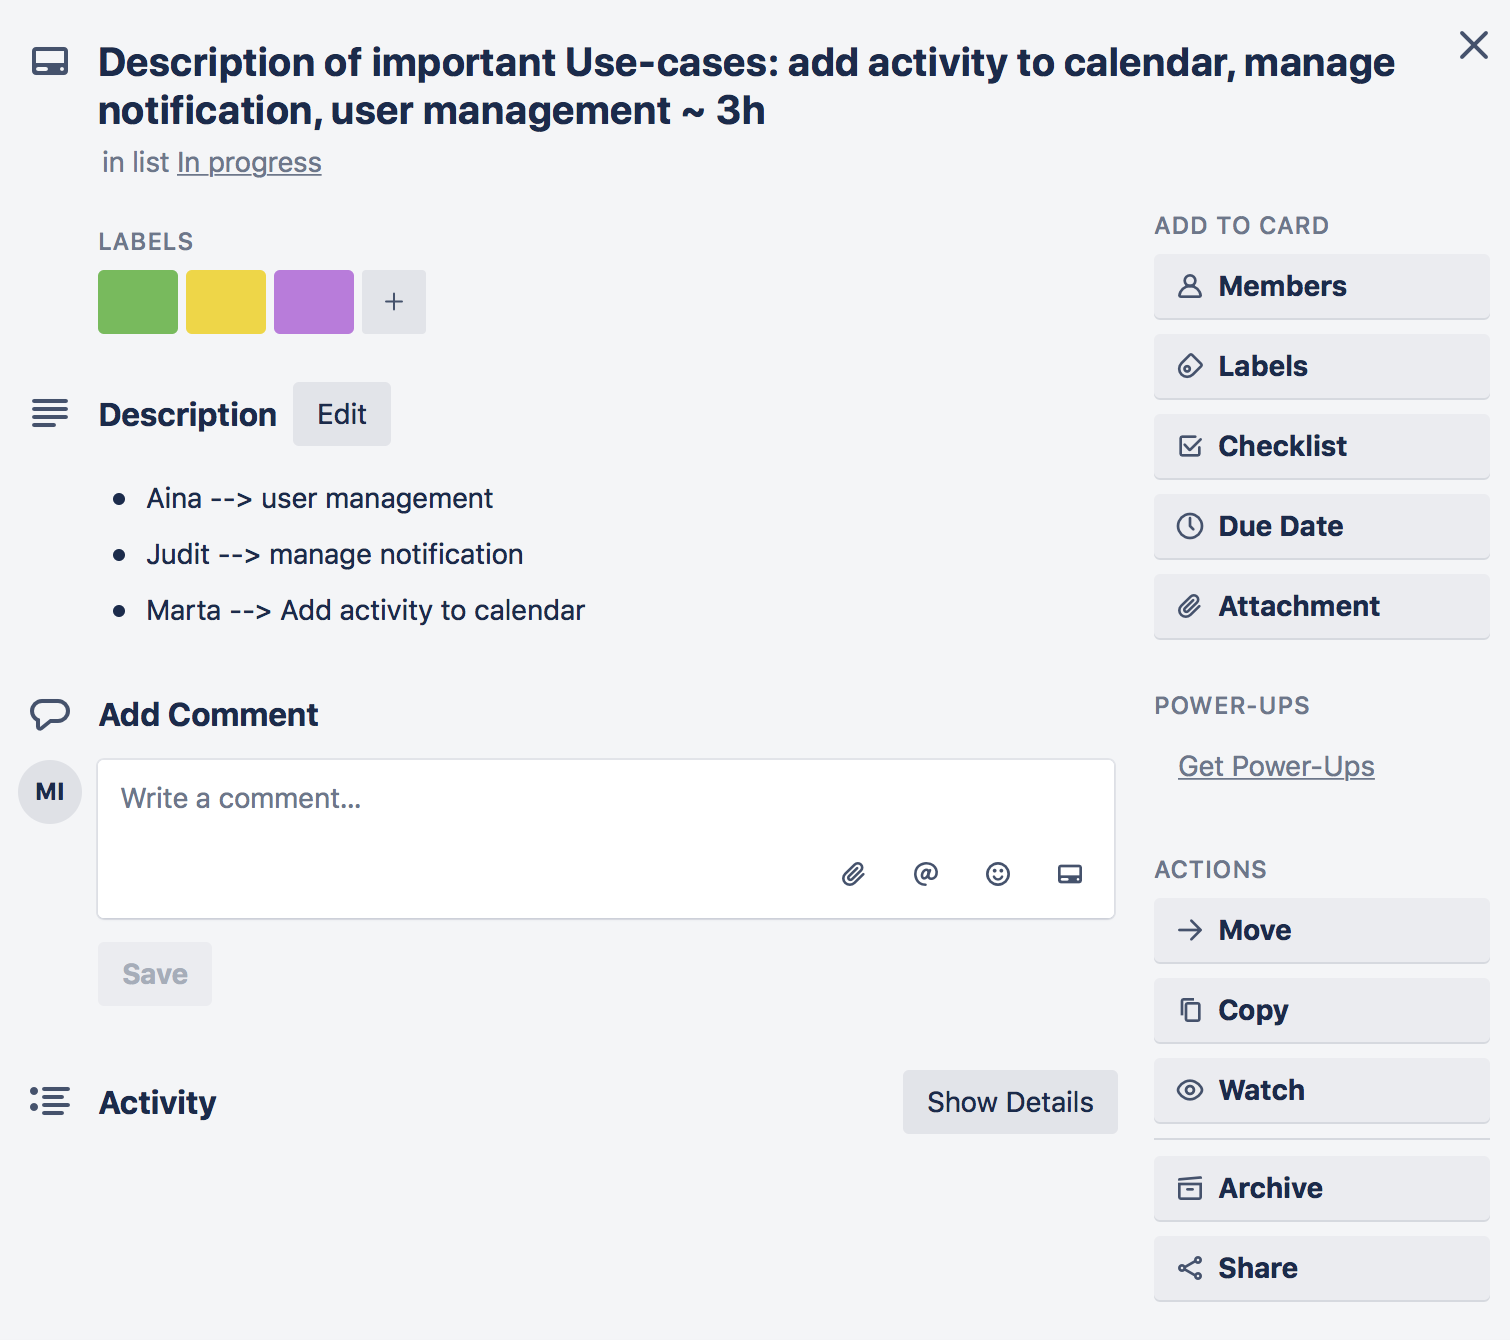 Description of important Use-cases: add activity to calendar, manage
notification, user management ~ 3h
in list In progress
LABELS
+
Description
Edit
• Aina --> user management
• Judit --> manage notification
• Marta --> Add activity to calendar
Add Comment
MI
Write a comment...
@
Save
Activity
Show Details
ADD TO CARD
Members
Labels
Checklist
Due Date
Attachment
POWER-UPS
Get Power-Ups
ACTIONS
Move
Copy
Watch
Archive
Share